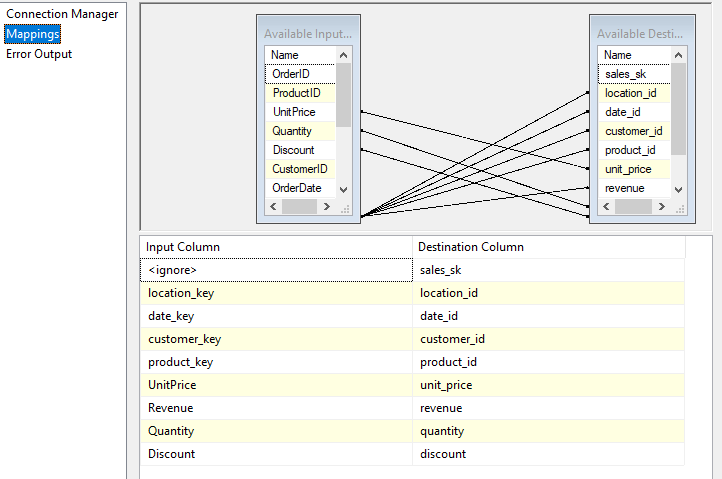 Connection Manager
Mappings
Error Output
Available Input...
Name
OrderID
ProductID
UnitPrice
Quantity
Discount
CustomerID
OrderDate
Available Desti...
Name
sales_sk
location_id
date_id
customer_id
product_id
unit_price
revenue
Input Column Destination Column
<ignore> sales_sk
location_key location_id
date_key date_id
customer_key customer_id
product_key product_id
UnitPrice unit_price
Revenue revenue
Quantity quantity
Discount discount